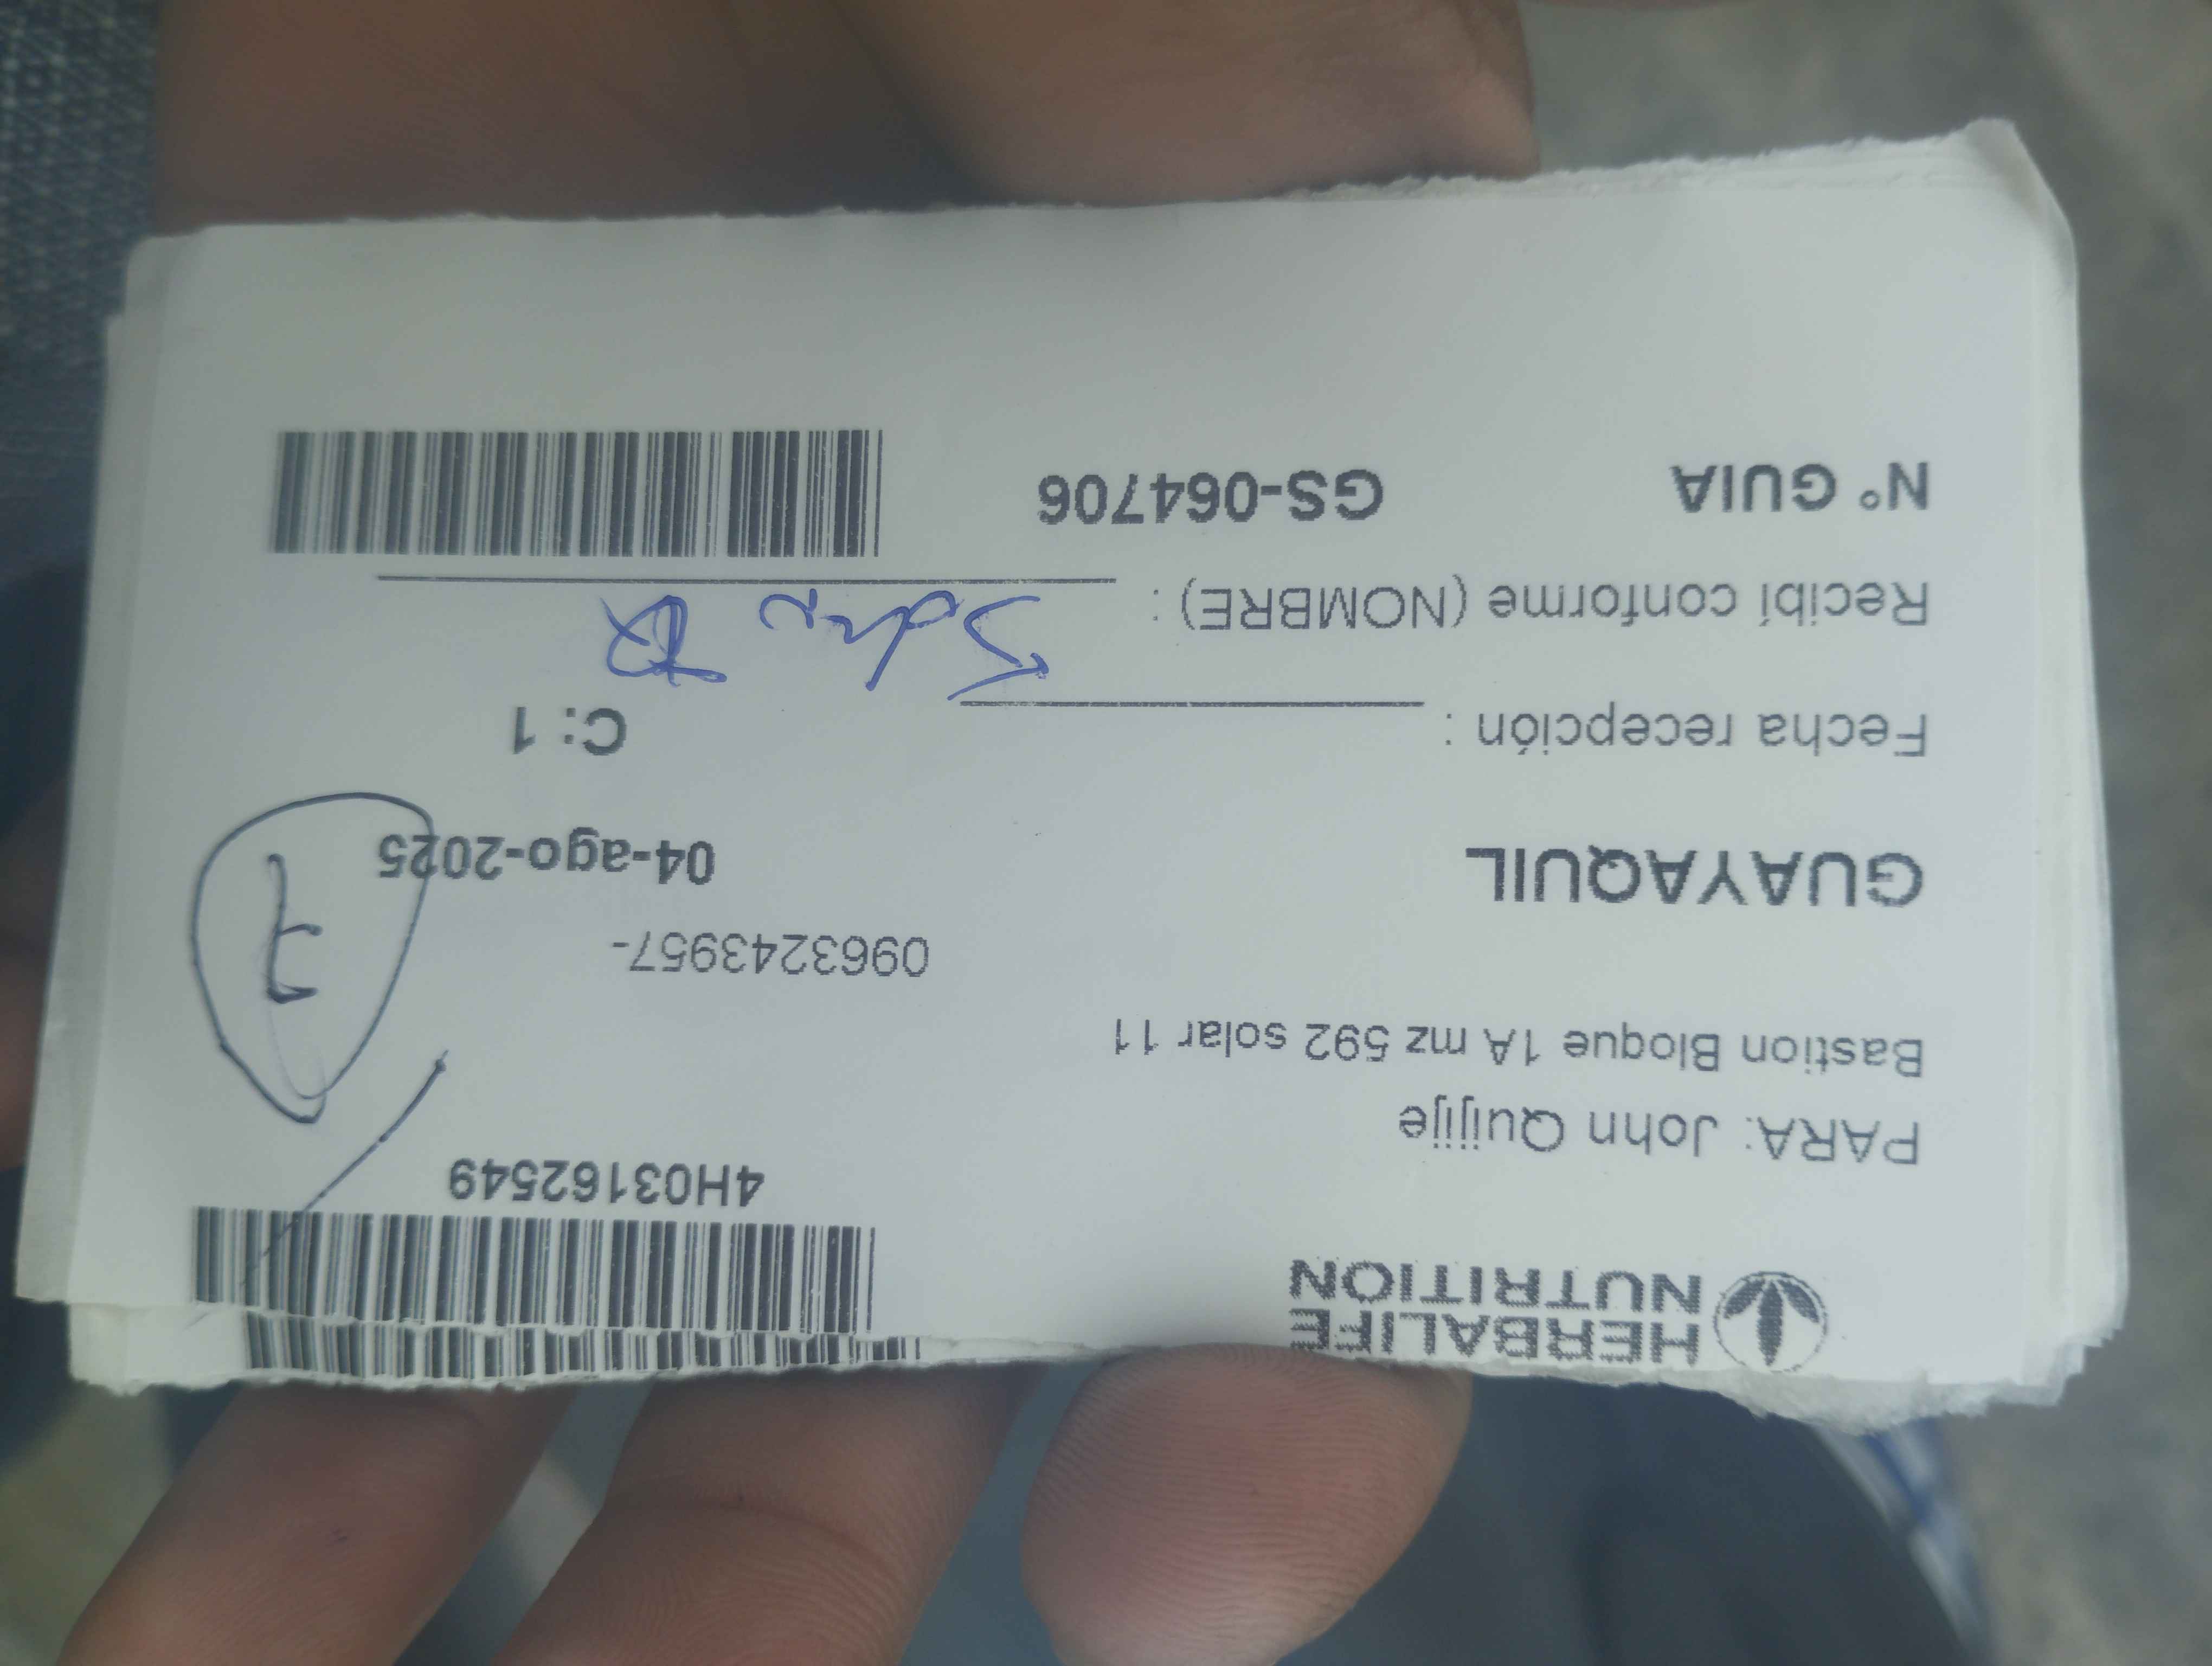 HERBALIFE
NUTRITION
4H03162549
PARA: John Quijije
Bastion Bloque 1A mz 592 solar 11
0963243957-
GUAYAQUIL
04-ago-2025
7
Fecha recepción :
C: 1
Recibí conforme (NOMBRE) :
N° GUIA GS-064706